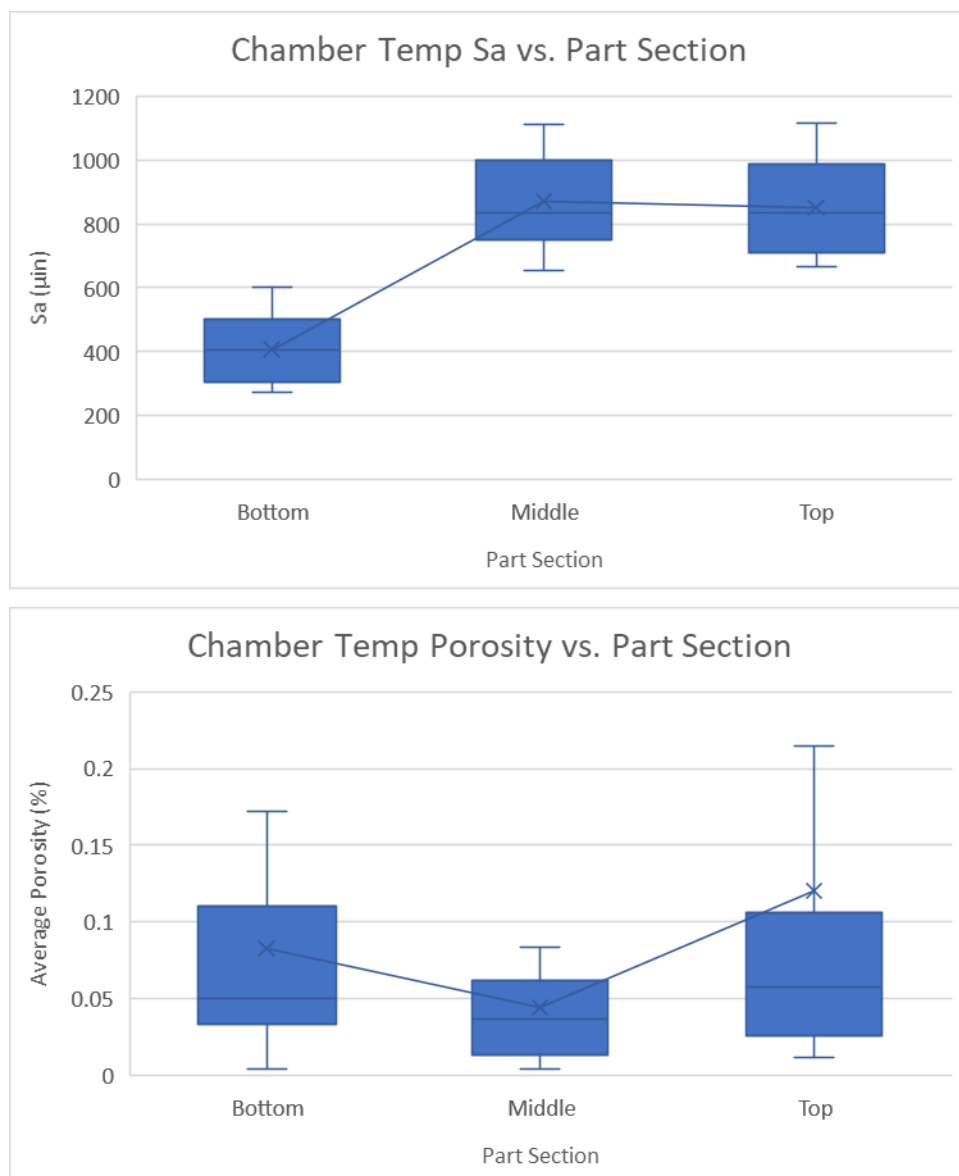 Chamber Temp Sa vs. Part Section
1200
1000
800
600
400
200
0
Sa (µin)
Bottom Middle Top
Part Section
Chamber Temp Porosity vs. Part Section
0.25
0.2
0.15
0.1
0.05
0
Average Porosity (%)
Bottom Middle Top
Part Section